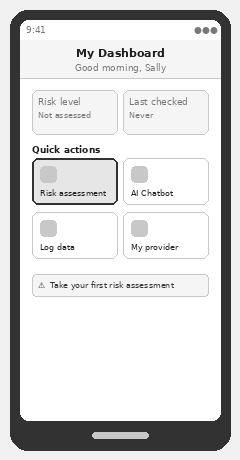 9:41
My Dashboard
Good morning, Sally
Risk level
Not assessed
Last checked
Never
Quick actions
Risk assessment
AI Chatbot
Log data
My provider
⚠ Take your first risk assessment